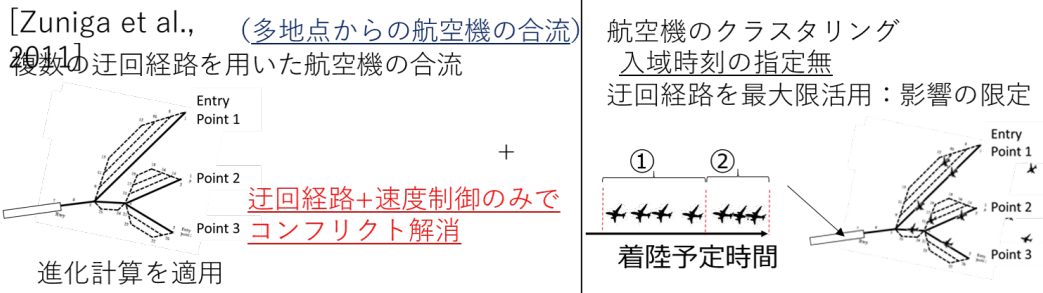 [Zuniga et al.,
2011]
（多地点からの航空機の合流）
複数の迂回経路を用いた航空機の合流
Entry
Point 1
Point 2
Point 3
+
迂回経路+速度制御のみで
コンフリクト解消
進化計算を適用
航空機のクラスタリング
入域時刻の指定無
迂回経路を最大限活用：影響の限定
① ②
着陸予定時間
Entry
Point 1
Point 2
Point 3